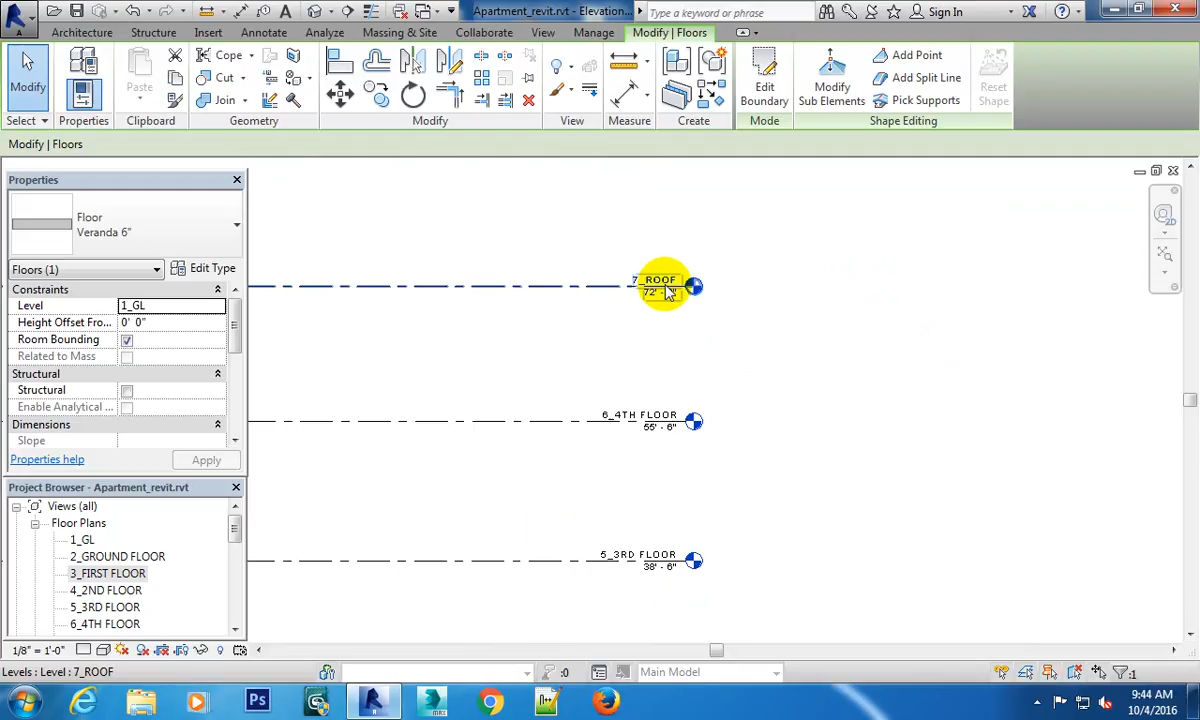 Apartment_revit.rvt - Elevation...
Type a keyword or phrase
Sign In
Architecture
Structure
Insert
Annotate
Analyze
Massing & Site
Collaborate
View
Manage
Modify | Floors
Modify
Paste
Cope
Cut
Join
Edit
Boundary
Modify
Sub Elements
Add Point
Add Split Line
Pick Supports
Reset
Shape
Select
Properties
Clipboard
Geometry
Modify
View
Measure
Create
Mode
Shape Editing
Modify | Floors
Properties
Floor
Veranda 6"
Floors (1)
Edit Type
Constraints
Level
1_GL
Height Offset Fro...
0' 0"
Room Bounding
Related to Mass
Structural
Structural
Enable Analytical ...
Dimensions
Slope
Properties help
Apply
Project Browser - Apartment_revit.rvt
Views (all)
Floor Plans
1_GL
2_GROUND FLOOR
3_FIRST FLOOR
4_2ND FLOOR
5_3RD FLOOR
6_4TH FLOOR
7_ROOF
6_4TH FLOOR
55' - 6"
5_3RD FLOOR
38' - 6"
1/8" = 1'-0"
Levels : Level : 7_ROOF
:0
Main Model
:1
Ps
9:44 AM
10/4/2016